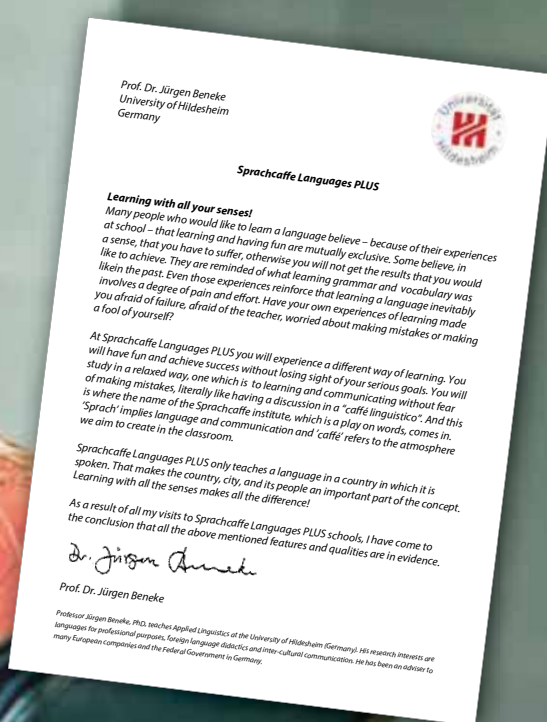 Prof. Dr. Jürgen Beneke
University of Hildesheim
Germany
Universität
Hildesheim
Sprachcaffe Languages PLUS
Learning with all your senses!
Many people who would like to learn a language believe – because of their experiences
at school – that learning and having fun are mutually exclusive. Some believe, in
a sense, that you have to suffer, otherwise you will not get the results that you would
like to achieve. They are reminded of what learning grammar and vocabulary was
likein the past. Even those experiences reinforce that learning a language inevitably
involves a degree of pain and effort. Have your own experiences of learning made
you afraid of failure, afraid of the teacher, worried about making mistakes or making
a fool of yourself?
At Sprachcaffe Languages PLUS you will experience a different way of learning. You
will have fun and achieve success without losing sight of your serious goals. You will
study in a relaxed way, one which is to learning and communicating without fear
of making mistakes, literally like having a discussion in a "caffé linguistico". And this
is where the name of the Sprachcaffe institute, which is a play on words, comes in.
'Sprach' implies language and communication and 'caffé' refers to the atmosphere
we aim to create in the classroom.
Sprachcaffe Languages PLUS only teaches a language in a country in which it is
spoken. That makes the country, city, and its people an important part of the concept.
Learning with all the senses makes all the difference!
As a result of all my visits to Sprachcaffe Languages PLUS schools, I have come to
the conclusion that all the above mentioned features and qualities are in evidence.
Dr. Jürgen Beneke
Prof. Dr. Jürgen Beneke
Professor Jürgen Beneke, PhD, teaches Applied Linguistics at the University of Hildesheim (Germany). His research interests are
languages for professional purposes, foreign language didactics and inter-cultural communication. He has been an adviser to
many European companies and the Federal Government in Germany.